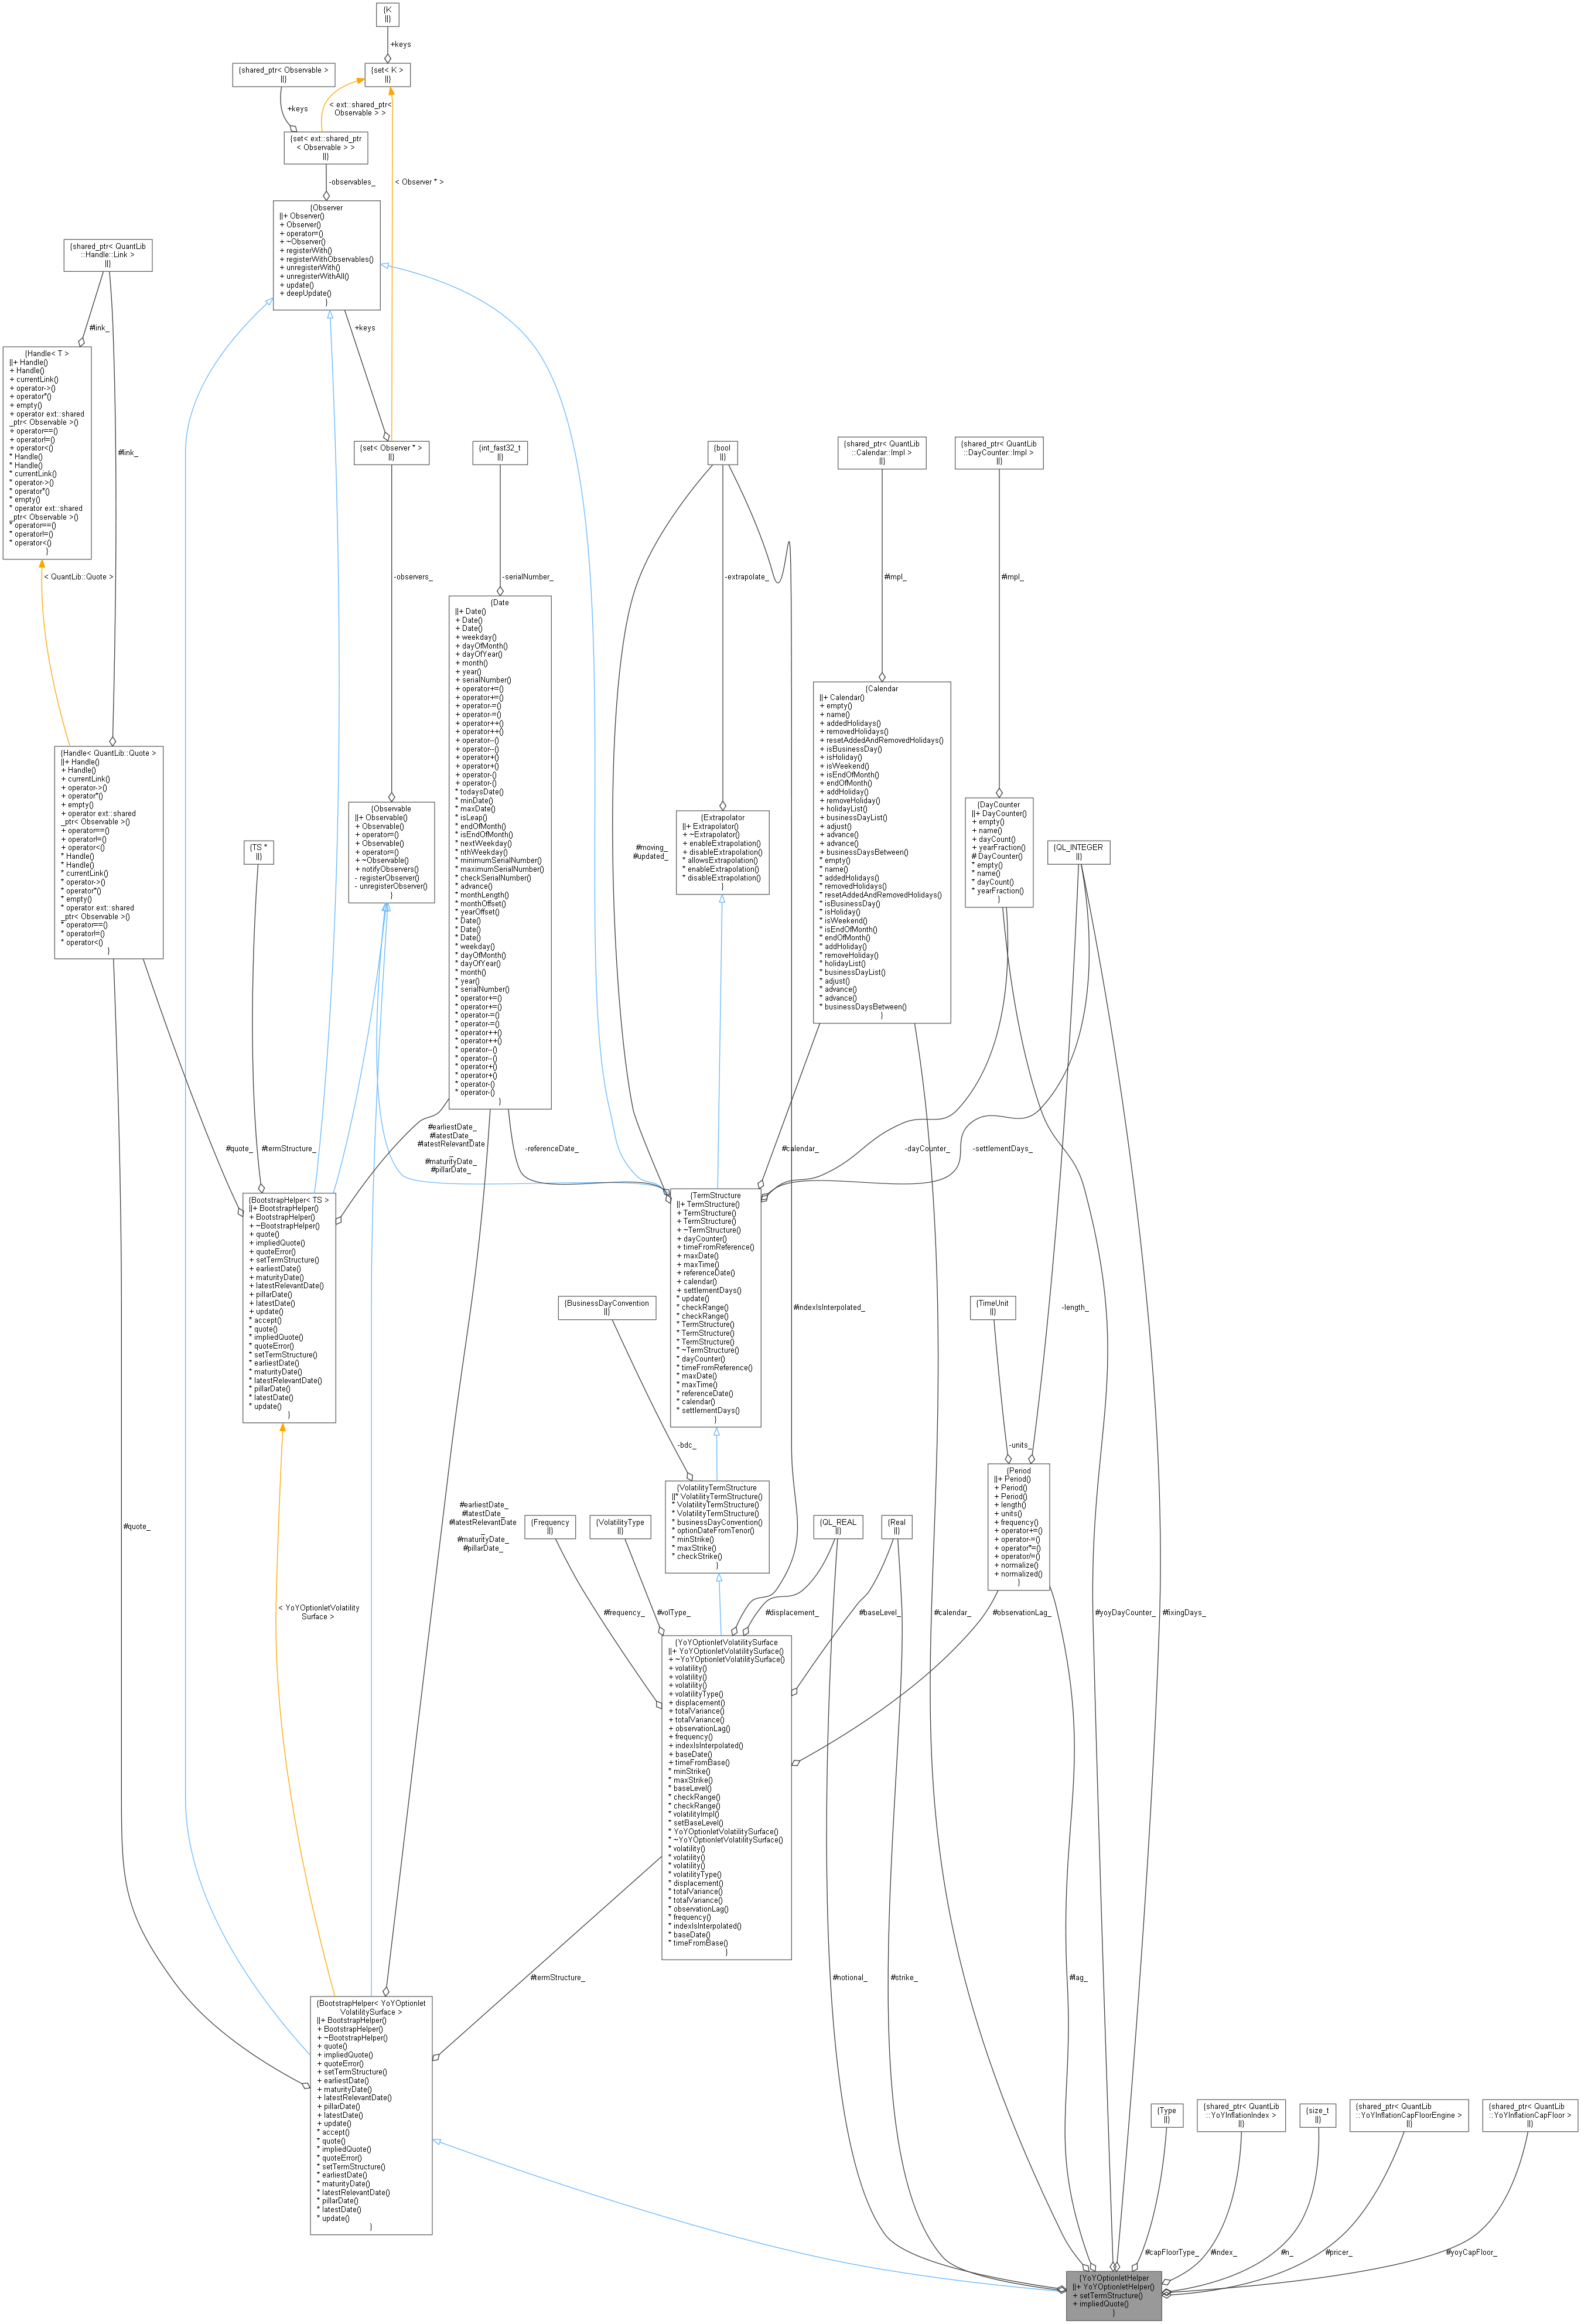 {K
||}
+keys
{shared_ptr< Observable >
||}
{set< K >
||}
+keys
< ext::shared_ptr<
Observable > >
{set< ext::shared_ptr
< Observable > >
||}
-observables_
< Observer * >
{Observer
||+ Observer()
+ Observer()
+ operator=()
+ ~Observer()
+ registerWith()
+ registerWithObservables()
+ unregisterWith()
+ unregisterWithAll()
+ update()
+ deepUpdate()
}
{shared_ptr< QuantLib
::Handle::Link >
||}
#link_
+keys
{Handle< T >
||+ Handle()
+ Handle()
+ currentLink()
+ operator->()
+ operator*()
+ empty()
+ operator ext::shared
_ptr< Observable >()
+ operator==()
+ operator!=()
+ operator<()
* Handle()
* Handle()
* currentLink()
* operator->()
* operator*()
* empty()
* operator ext::shared
_ptr< Observable >()
* operator==()
* operator!=()
* operator<()
}
#link_
{set< Observer * >
||}
{int_fast32_t
||}
{bool
||}
{shared_ptr< QuantLib
::Calendar::Impl >
||}
{shared_ptr< QuantLib
::DayCounter::Impl >
||}
< QuantLib::Quote >
-observers_
-serialNumber_
-extrapolate_
#impl_
#impl_
{Date
||+ Date()
+ Date()
+ Date()
+ weekday()
+ dayOfMonth()
+ dayOfYear()
+ month()
+ year()
+ serialNumber()
+ operator+=()
+ operator+=()
+ operator-=()
+ operator-=()
+ operator++()
+ operator++()
+ operator--()
+ operator--()
+ operator+()
+ operator+()
+ operator-()
+ operator-()
* todaysDate()
* minDate()
* maxDate()
* isLeap()
* endOfMonth()
* isEndOfMonth()
* nextWeekday()
* nthWeekday()
* minimumSerialNumber()
* maximumSerialNumber()
* checkSerialNumber()
* advance()
* monthLength()
* monthOffset()
* yearOffset()
* Date()
* Date()
* Date()
* weekday()
* dayOfMonth()
* dayOfYear()
* month()
* year()
* serialNumber()
* operator+=()
* operator+=()
* operator-=()
* operator-=()
* operator++()
* operator++()
* operator--()
* operator--()
* operator+()
* operator+()
* operator-()
* operator-()
}
{Calendar
||+ Calendar()
+ empty()
+ name()
+ addedHolidays()
+ removedHolidays()
+ resetAddedAndRemovedHolidays()
+ isBusinessDay()
+ isHoliday()
+ isWeekend()
+ isEndOfMonth()
+ endOfMonth()
+ addHoliday()
+ removeHoliday()
+ holidayList()
+ businessDayList()
+ adjust()
+ advance()
+ advance()
+ businessDaysBetween()
* empty()
* name()
* addedHolidays()
* removedHolidays()
* resetAddedAndRemovedHolidays()
* isBusinessDay()
* isHoliday()
* isWeekend()
* isEndOfMonth()
* endOfMonth()
* addHoliday()
* removeHoliday()
* holidayList()
* businessDayList()
* adjust()
* advance()
* advance()
* businessDaysBetween()
}
{Handle< QuantLib::Quote >
||+ Handle()
+ Handle()
+ currentLink()
+ operator->()
+ operator*()
+ empty()
+ operator ext::shared
_ptr< Observable >()
+ operator==()
+ operator!=()
+ operator<()
* Handle()
* Handle()
* currentLink()
* operator->()
* operator*()
* empty()
* operator ext::shared
_ptr< Observable >()
* operator==()
* operator!=()
* operator<()
}
{Observable
||+ Observable()
+ Observable()
+ operator=()
+ Observable()
+ operator=()
+ ~Observable()
+ notifyObservers()
- registerObserver()
- unregisterObserver()
}
{Extrapolator
||+ Extrapolator()
+ ~Extrapolator()
+ enableExtrapolation()
+ disableExtrapolation()
* allowsExtrapolation()
* enableExtrapolation()
* disableExtrapolation()
}
{DayCounter
||+ DayCounter()
+ empty()
+ name()
+ dayCount()
+ yearFraction()
# DayCounter()
* empty()
* name()
* dayCount()
* yearFraction()
}
{TS *
||}
#moving_
#updated_
{QL_INTEGER
||}
#quote_
#termStructure_
#earliestDate_
#latestDate_
#latestRelevantDate
_
#maturityDate_
#pillarDate_
-referenceDate_
#calendar_
-dayCounter_
-settlementDays_
{BootstrapHelper< TS >
||+ BootstrapHelper()
+ BootstrapHelper()
+ ~BootstrapHelper()
+ quote()
+ impliedQuote()
+ quoteError()
+ setTermStructure()
+ earliestDate()
+ maturityDate()
+ latestRelevantDate()
+ pillarDate()
+ latestDate()
+ update()
* accept()
* quote()
* impliedQuote()
* quoteError()
* setTermStructure()
* earliestDate()
* maturityDate()
* latestRelevantDate()
* pillarDate()
* latestDate()
* update()
}
{TermStructure
||+ TermStructure()
+ TermStructure()
+ TermStructure()
+ ~TermStructure()
+ dayCounter()
+ timeFromReference()
+ maxDate()
+ maxTime()
+ referenceDate()
+ calendar()
+ settlementDays()
* update()
* checkRange()
* checkRange()
* TermStructure()
* TermStructure()
* TermStructure()
* ~TermStructure()
* dayCounter()
* timeFromReference()
* maxDate()
* maxTime()
* referenceDate()
* calendar()
* settlementDays()
}
{BusinessDayConvention
||}
#indexIsInterpolated_
{TimeUnit
||}
-length_
-bdc_
-units_
{VolatilityTermStructure
||* VolatilityTermStructure()
* VolatilityTermStructure()
* VolatilityTermStructure()
* businessDayConvention()
* optionDateFromTenor()
* minStrike()
* maxStrike()
* checkStrike()
}
{Period
||+ Period()
+ Period()
+ Period()
+ length()
+ units()
+ frequency()
+ operator+=()
+ operator-=()
+ operator*=()
+ operator/=()
+ normalize()
+ normalized()
}
#quote_
#earliestDate_
#latestDate_
#latestRelevantDate
_
#maturityDate_
#pillarDate_
{Frequency
||}
{VolatilityType
||}
{QL_REAL
||}
{Real
||}
< YoYOptionletVolatility
Surface >
#frequency_
#volType_
#displacement_
#baseLevel_
#calendar_
#observationLag_
#yoyDayCounter_
#fixingDays_
{YoYOptionletVolatilitySurface
||+ YoYOptionletVolatilitySurface()
+ ~YoYOptionletVolatilitySurface()
+ volatility()
+ volatility()
+ volatility()
+ volatilityType()
+ displacement()
+ totalVariance()
+ totalVariance()
+ observationLag()
+ frequency()
+ indexIsInterpolated()
+ baseDate()
+ timeFromBase()
* minStrike()
* maxStrike()
* baseLevel()
* checkRange()
* checkRange()
* volatilityImpl()
* setBaseLevel()
* YoYOptionletVolatilitySurface()
* ~YoYOptionletVolatilitySurface()
* volatility()
* volatility()
* volatility()
* volatilityType()
* displacement()
* totalVariance()
* totalVariance()
* observationLag()
* frequency()
* indexIsInterpolated()
* baseDate()
* timeFromBase()
}
#termStructure_
#notional_
#strike_
#lag_
{BootstrapHelper< YoYOptionlet
VolatilitySurface >
||+ BootstrapHelper()
+ BootstrapHelper()
+ ~BootstrapHelper()
+ quote()
+ impliedQuote()
+ quoteError()
+ setTermStructure()
+ earliestDate()
+ maturityDate()
+ latestRelevantDate()
+ pillarDate()
+ latestDate()
+ update()
* accept()
* quote()
* impliedQuote()
* quoteError()
* setTermStructure()
* earliestDate()
* maturityDate()
* latestRelevantDate()
* pillarDate()
* latestDate()
* update()
}
{Type
||}
{shared_ptr< QuantLib
::YoYInflationIndex >
||}
{size_t
||}
{shared_ptr< QuantLib
::YoYInflationCapFloorEngine >
||}
{shared_ptr< QuantLib
::YoYInflationCapFloor >
||}
#capFloorType_
#index_
#n_
#pricer_
#yoyCapFloor_
{YoYOptionletHelper
||+ YoYOptionletHelper()
+ setTermStructure()
+ impliedQuote()
}